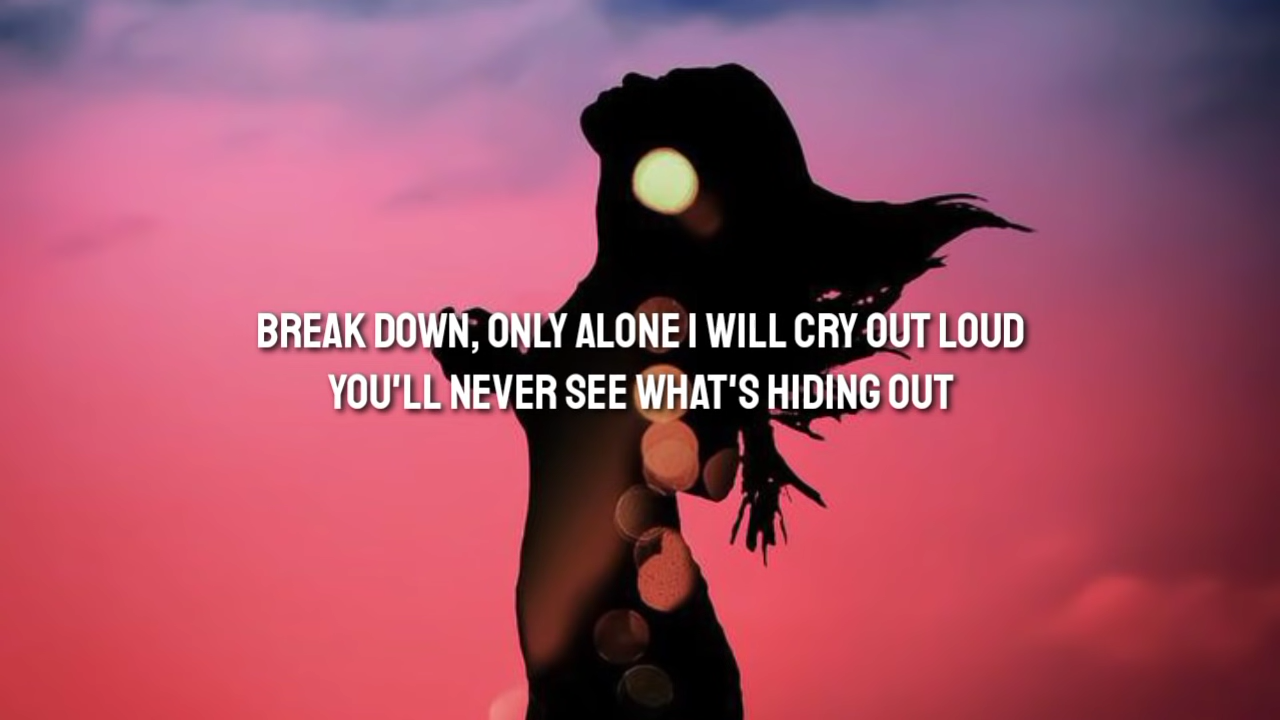 BREAK DOWN, ONLY ALONE I WILL CRY OUT LOUD
YOU'LL NEVER SEE WHAT'S HIDING OUT